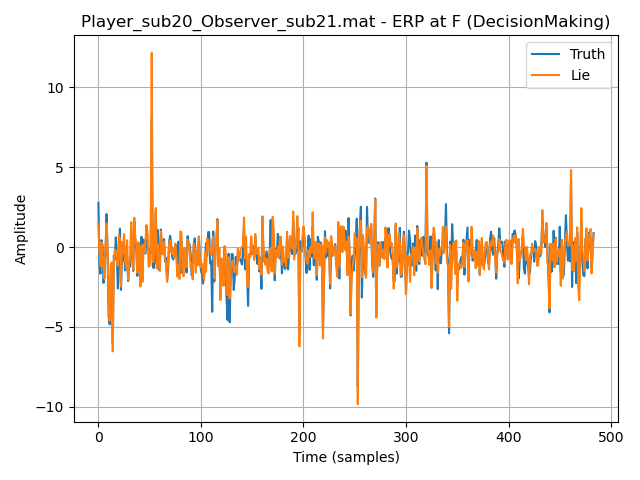 Player_sub20_Observer_sub21.mat - ERP at F (DecisionMaking)
Truth
Lie
Amplitude
10
5
0
−5
−10
0 100 200 300 400 500
Time (samples)